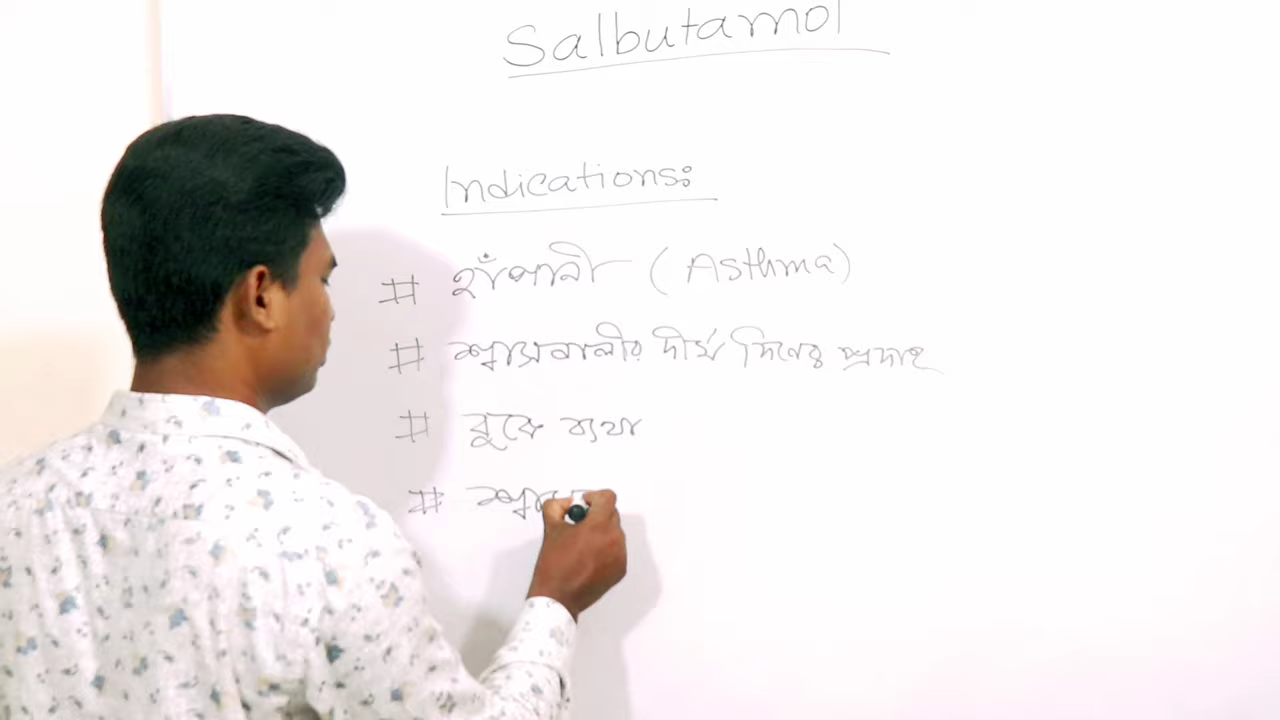 Salbutamol
Indications:
# হাঁপানী (Asthma)
# শ্বাসনালীর দীর্ঘ দিনের প্রদাহ
# বুকে ব্যথা
#